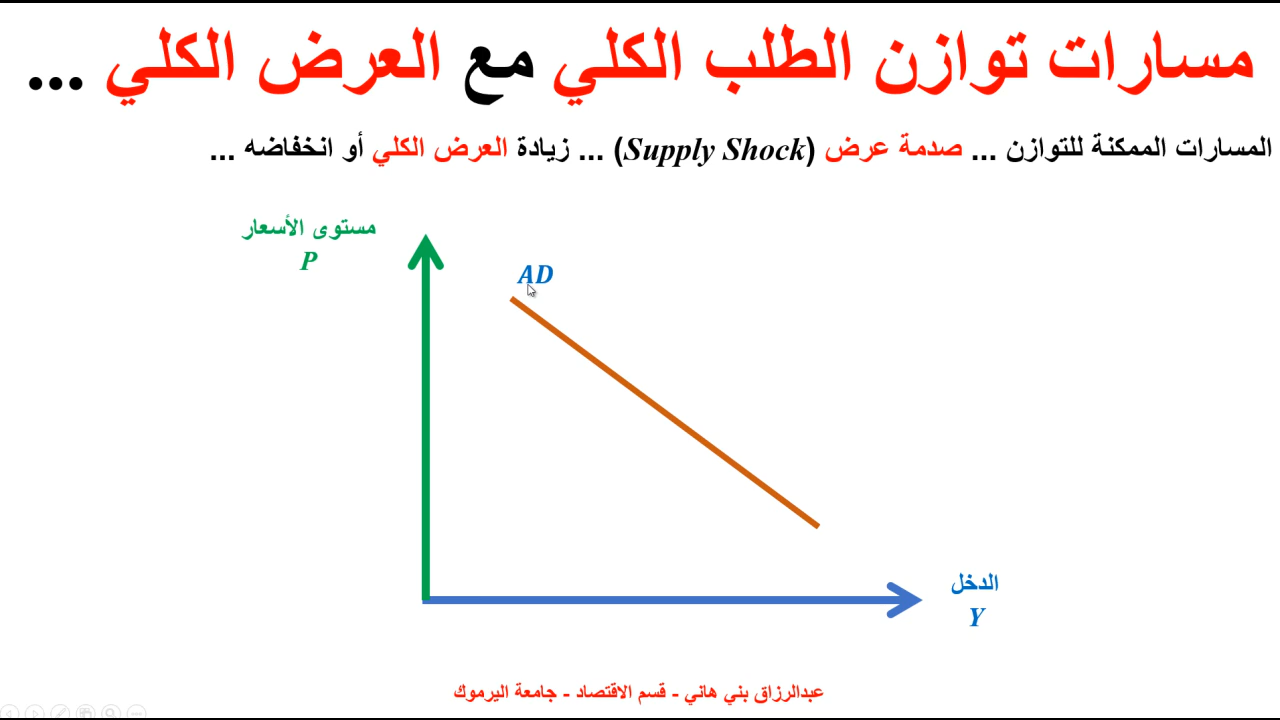 مسارات توازن الطلب الكلي مع العرض الكلي ...
المسارات الممكنة للتوازن ... صدمة عرض (Supply Shock) ... زيادة العرض الكلي أو انخفاضه ...
مستوى الأسعار
P
AD
الدخل
Y
عبدالرزاق بني هاني - قسم الاقتصاد - جامعة اليرموك